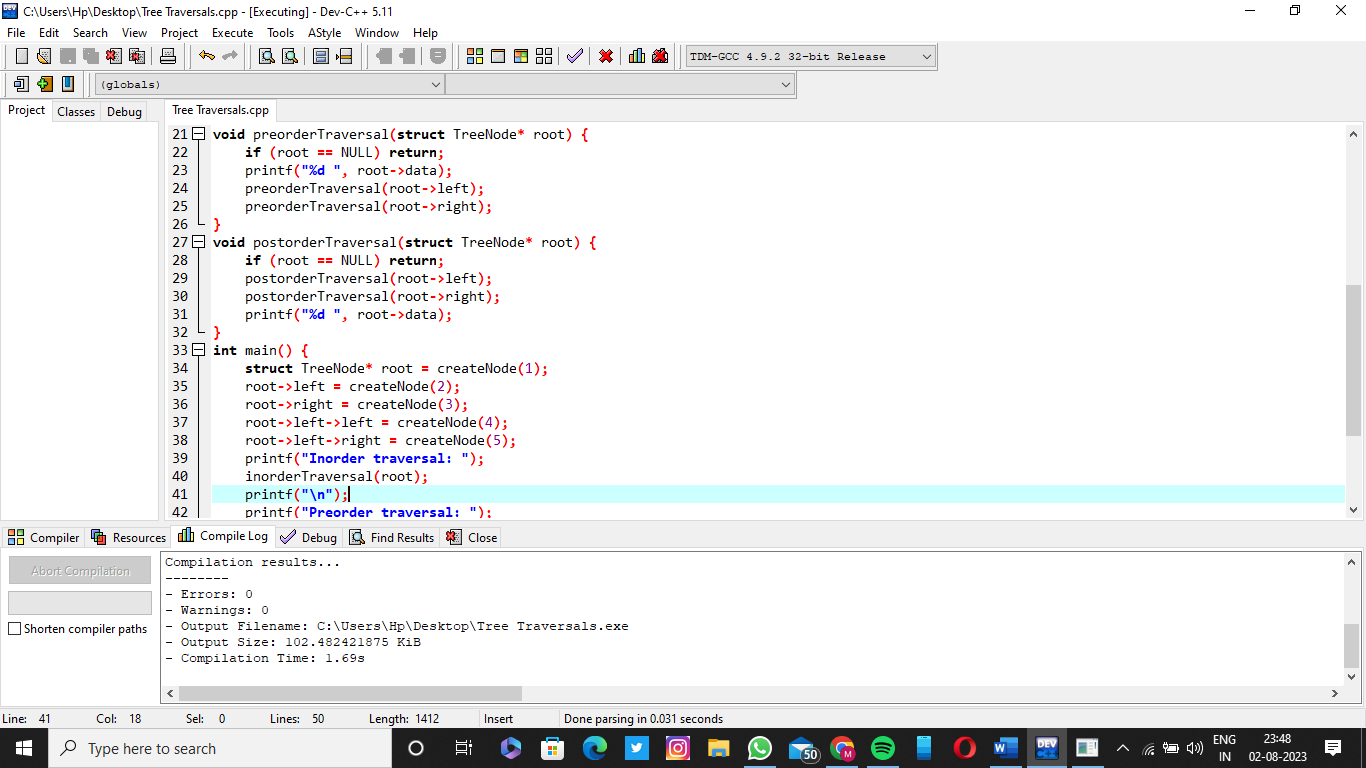 C:\Users\Hp\Desktop\Tree Traversals.cpp - [Executing] - Dev-C++ 5.11
File Edit Search View Project Execute Tools AStyle Window Help
TDM-GCC 4.9.2 32-bit Release
(globals)
Project Classes Debug
Tree Traversals.cpp
21 void preorderTraversal(struct TreeNode* root) {
22     if (root == NULL) return;
23     printf("%d ", root->data);
24     preorderTraversal(root->left);
25     preorderTraversal(root->right);
26 }
27 void postorderTraversal(struct TreeNode* root) {
28     if (root == NULL) return;
29     postorderTraversal(root->left);
30     postorderTraversal(root->right);
31     printf("%d ", root->data);
32 }
33 int main() {
34     struct TreeNode* root = createNode(1);
35     root->left = createNode(2);
36     root->right = createNode(3);
37     root->left->left = createNode(4);
38     root->left->right = createNode(5);
39     printf("Inorder traversal: ");
40     inorderTraversal(root);
41     printf("\n");
42     printf("Preorder traversal: ");
Compiler Resources Compile Log Debug Find Results Close
Abort Compilation
Shorten compiler paths
Compilation results...
--------
- Errors: 0
- Warnings: 0
- Output Filename: C:\Users\Hp\Desktop\Tree Traversals.exe
- Output Size: 102.482421875 KiB
- Compilation Time: 1.69s
Line: 41 Col: 18 Sel: 0 Lines: 50 Length: 1412 Insert Done parsing in 0.031 seconds
Type here to search
50
M
DEV
C++
ENG
IN
23:48
02-08-2023